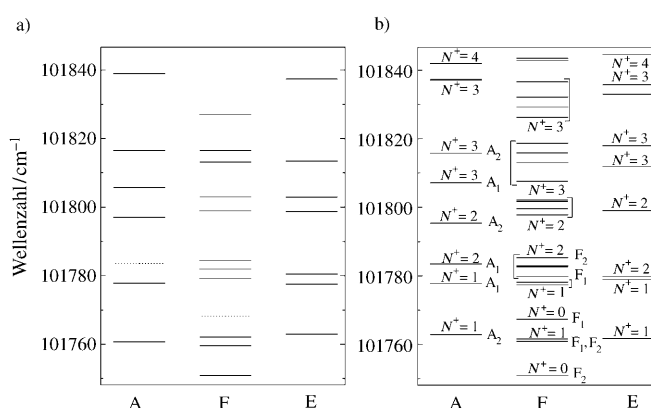 a)
b)
Wellenzahl/cm⁻¹
101840
101820
101800
101780
101760
A
F
E
101840
101820
101800
101780
101760
N⁺= 4
N⁺= 3
N⁺= 3 A₂
N⁺= 3 A₁
N⁺= 2 A₂
N⁺= 2 A₁
N⁺= 1 A₁
N⁺= 1 A₂
N⁺= 3
N⁺= 3
N⁺= 2
N⁺= 2 F₂
F₁
N⁺= 1
N⁺= 0 F₁
N⁺= 1 F₁,F₂
N⁺= 0 F₂
N⁺= 4
N⁺= 3
N⁺= 3
N⁺= 3
N⁺= 2
N⁺= 2
N⁺= 1
N⁺= 1
A
F
E